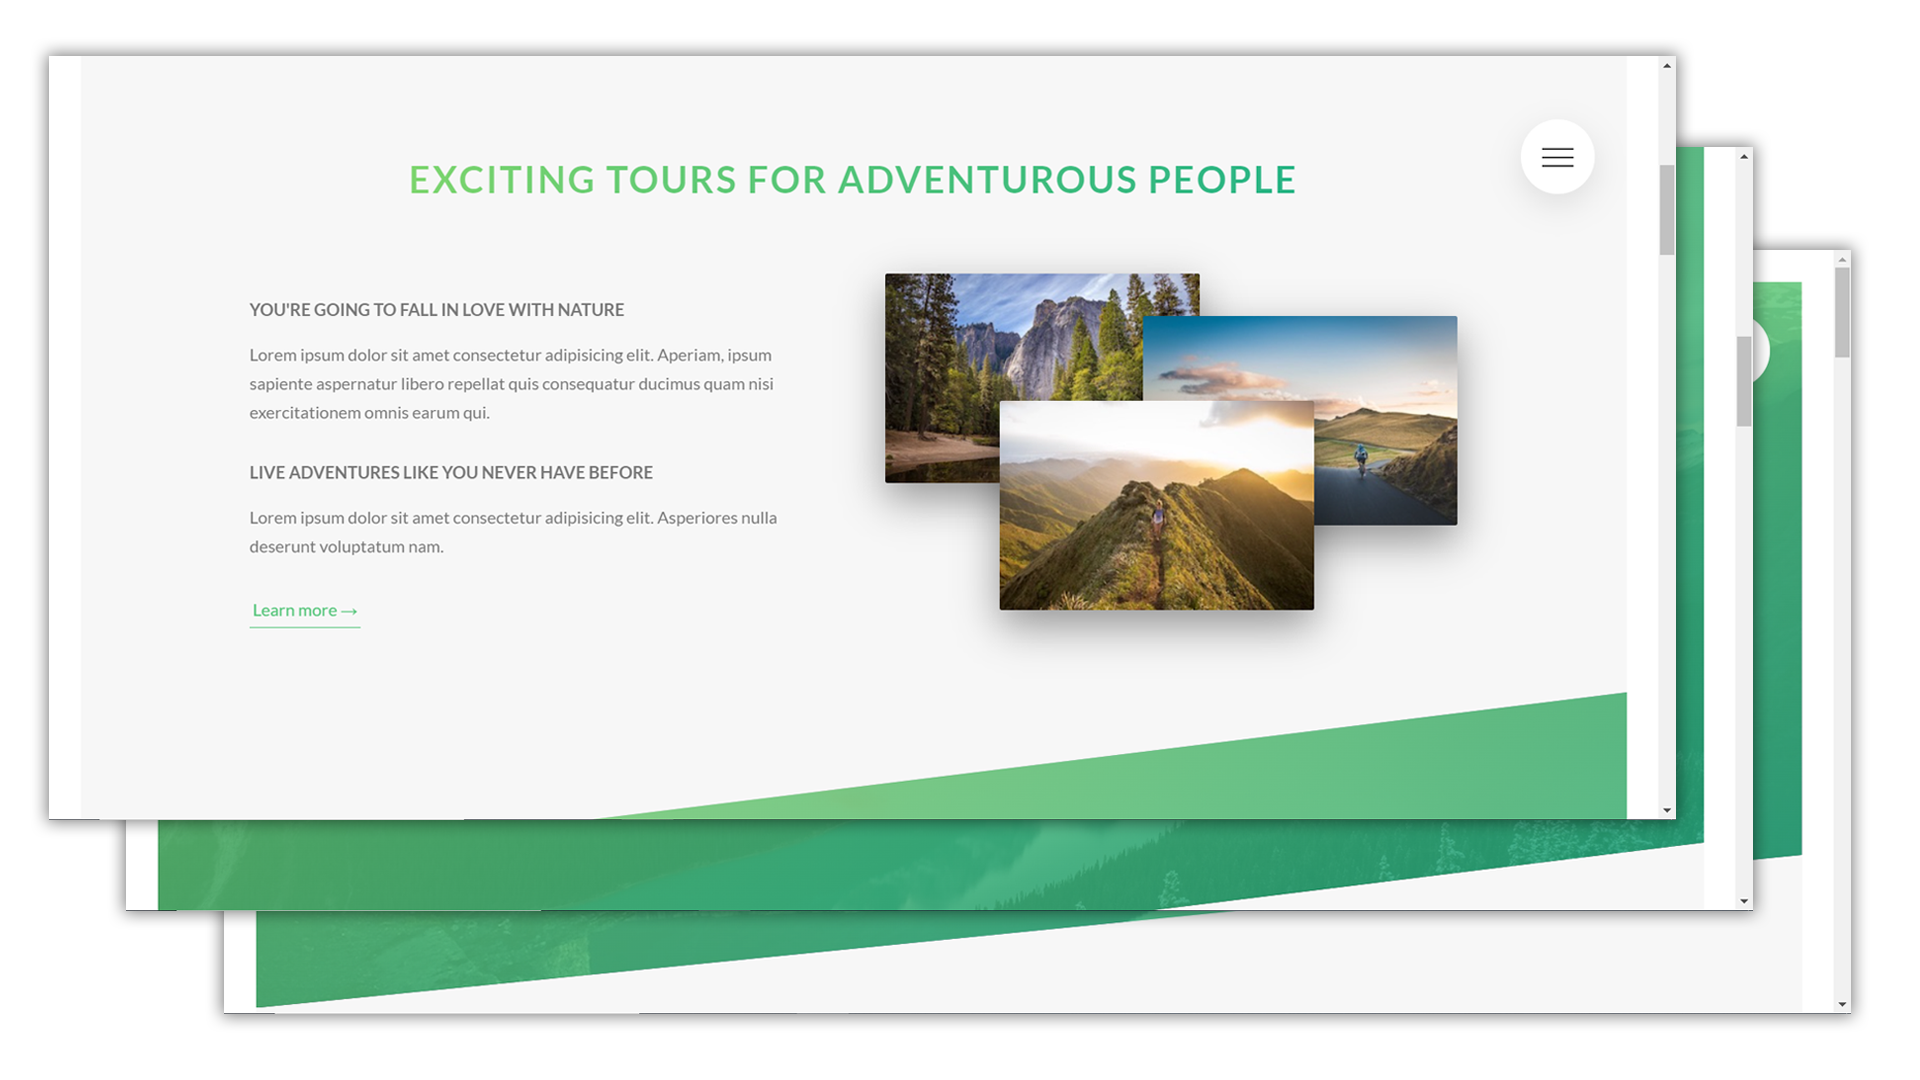 EXCITING TOURS FOR ADVENTUROUS PEOPLE
YOU'RE GOING TO FALL IN LOVE WITH NATURE
Lorem ipsum dolor sit amet consectetur adipisicing elit. Aperiam, ipsum
sapiente aspernatur libero repellat quis consequatur ducimus quam nisi
exercitationem omnis earum qui.
LIVE ADVENTURES LIKE YOU NEVER HAVE BEFORE
Lorem ipsum dolor sit amet consectetur adipisicing elit. Asperiores nulla
deserunt voluptatum nam.
Learn more →